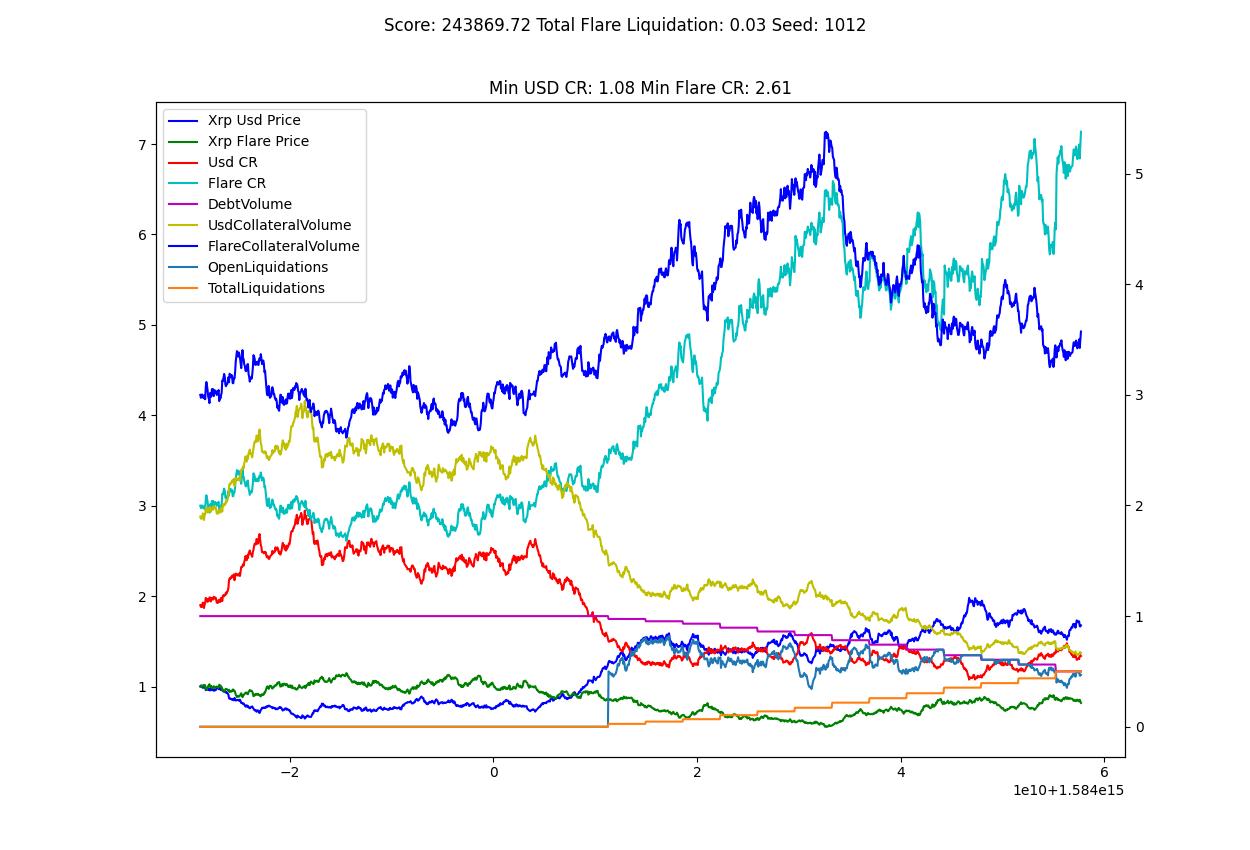 Score: 243869.72 Total Flare Liquidation: 0.03 Seed: 1012
Min USD CR: 1.08 Min Flare CR: 2.61
Xrp Usd Price
Xrp Flare Price
Usd CR
Flare CR
DebtVolume
UsdCollateralVolume
FlareCollateralVolume
OpenLiquidations
TotalLiquidations
7
6
5
4
3
2
1
5
4
3
2
1
0
−2
0
2
4
6
1e10+1.584e15